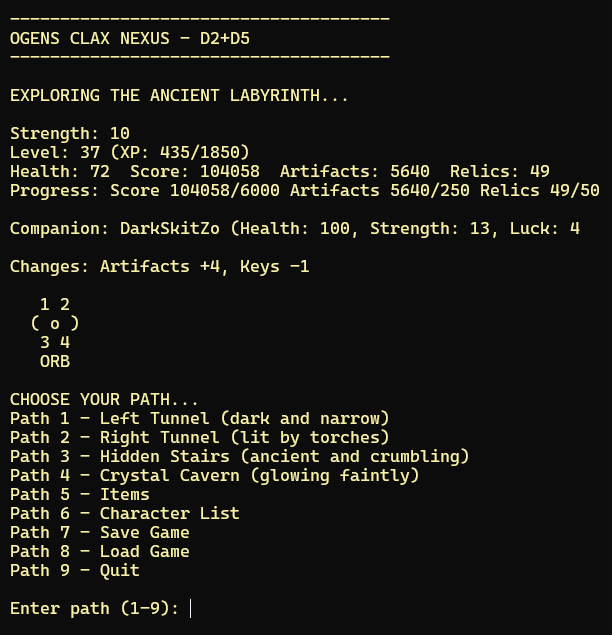 --------------------------------------
OGENS CLAX NEXUS - D2+D5
--------------------------------------
EXPLORING THE ANCIENT LABYRINTH...
Strength: 10
Level: 37 (XP: 435/1850)
Health: 72  Score: 104058  Artifacts: 5640  Relics: 49
Progress: Score 104058/6000 Artifacts 5640/250 Relics 49/50
Companion: DarkSkitZo (Health: 100, Strength: 13, Luck: 4
Changes: Artifacts +4, Keys -1
   1 2
  ( o )
   3 4
   ORB
CHOOSE YOUR PATH...
Path 1 - Left Tunnel (dark and narrow)
Path 2 - Right Tunnel (lit by torches)
Path 3 - Hidden Stairs (ancient and crumbling)
Path 4 - Crystal Cavern (glowing faintly)
Path 5 - Items
Path 6 - Character List
Path 7 - Save Game
Path 8 - Load Game
Path 9 - Quit
Enter path (1-9):